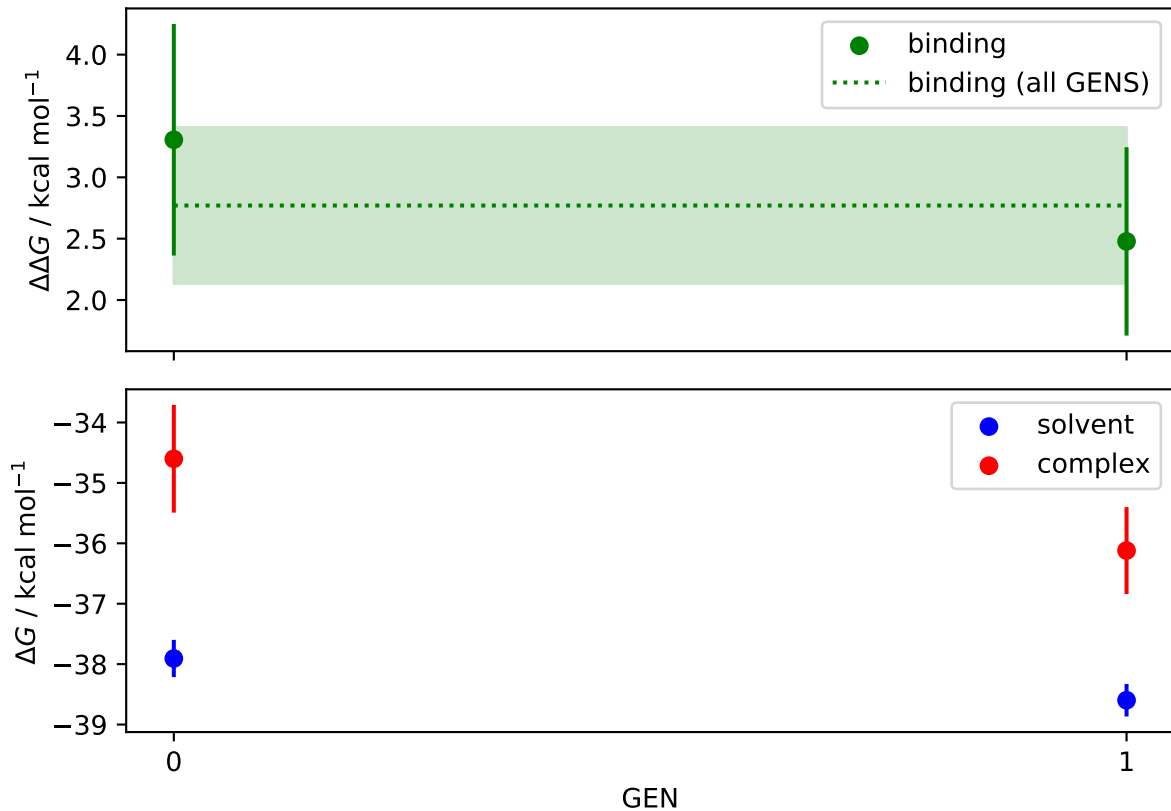 ΔΔG / kcal mol⁻¹
4.0
3.5
3.0
2.5
2.0
binding
binding (all GENS)
ΔG / kcal mol⁻¹
−34
−35
−36
−37
−38
−39
solvent
complex
0
1
GEN